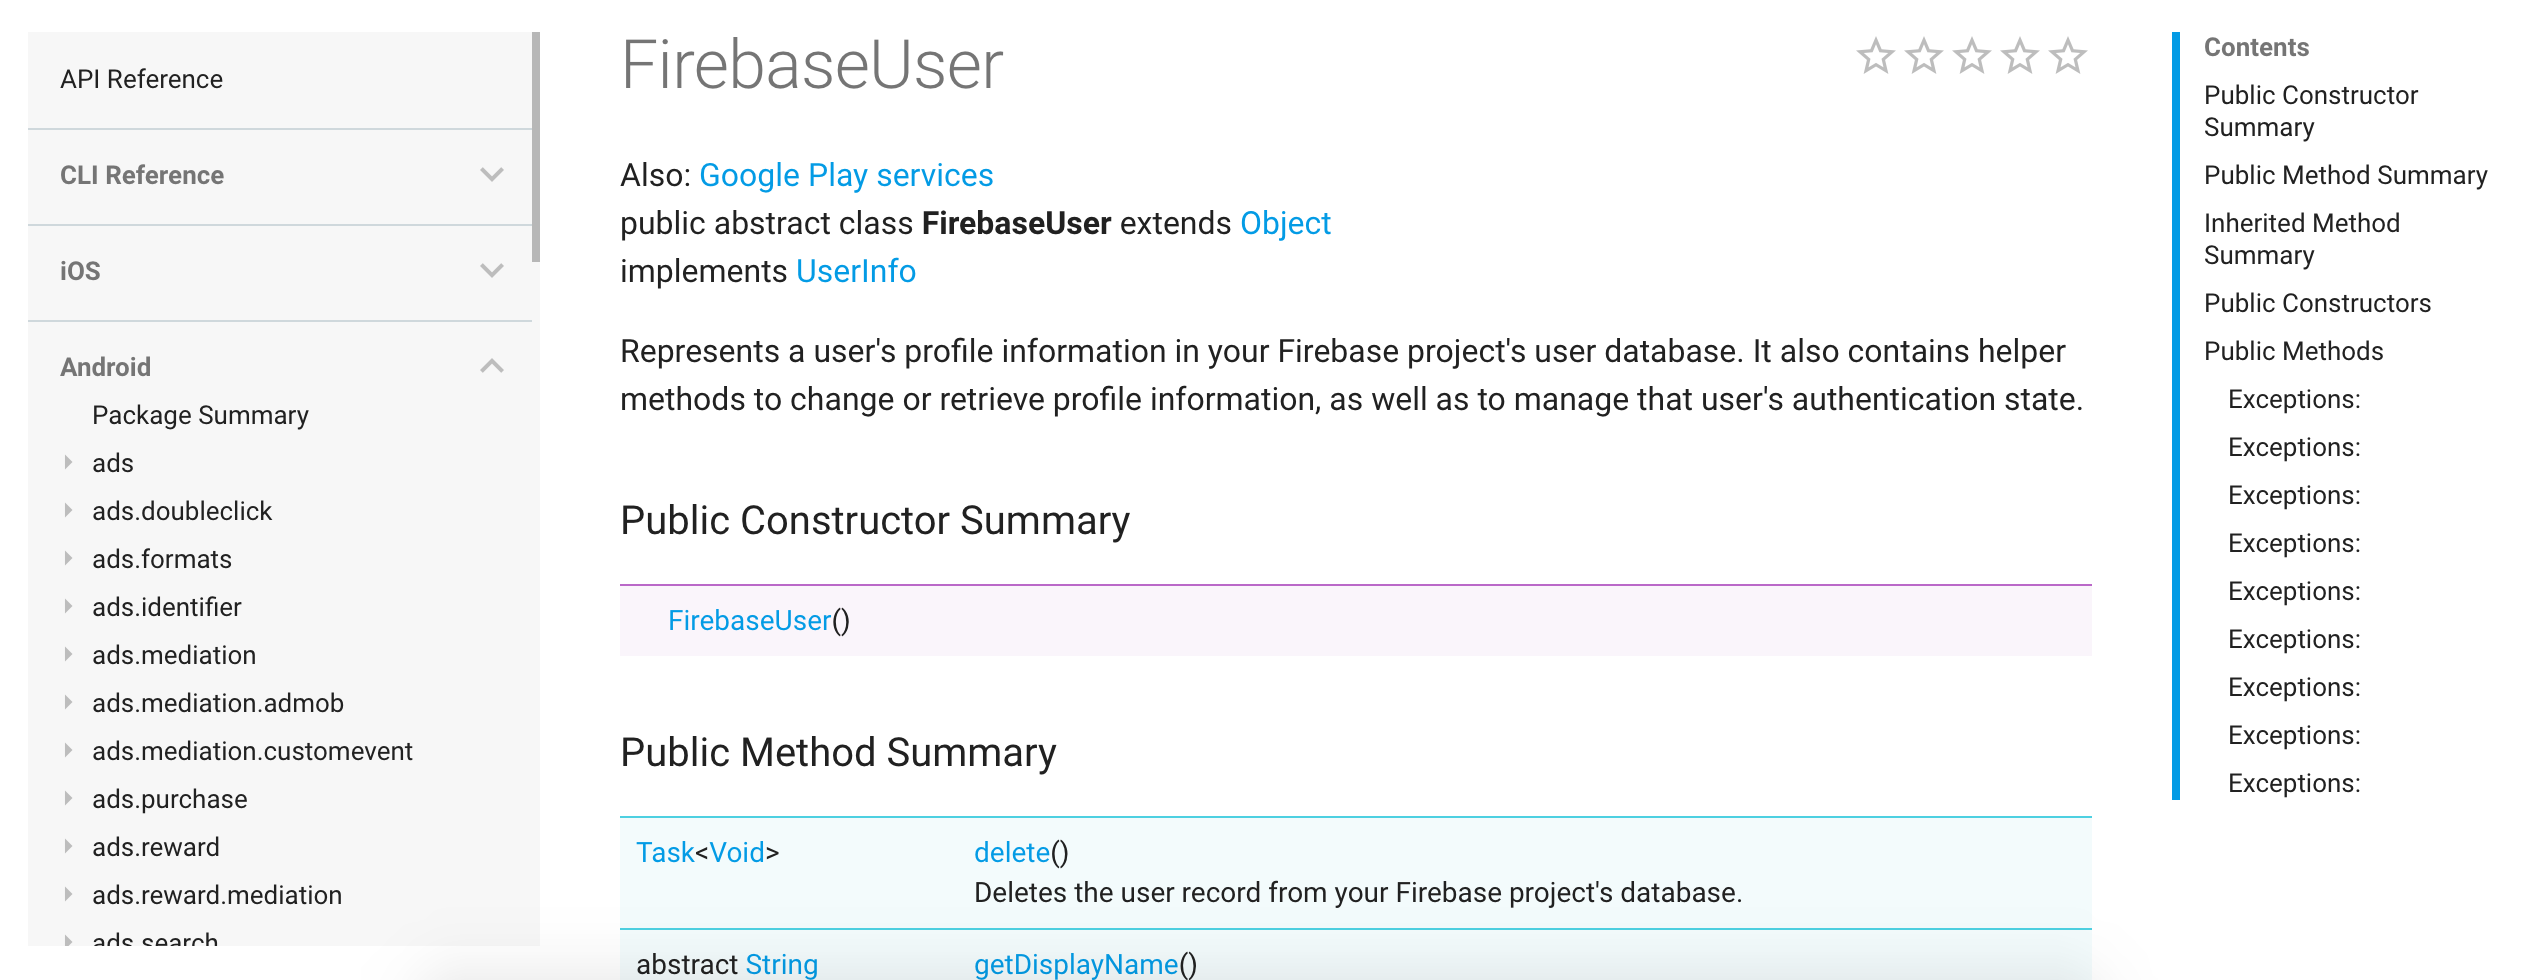 API Reference
CLI Reference
iOS
Android
Package Summary
ads
ads.doubleclick
ads.formats
ads.identifier
ads.mediation
ads.mediation.admob
ads.mediation.customevent
ads.purchase
ads.reward
ads.reward.mediation
ads.search
FirebaseUser
Also: Google Play services
public abstract class FirebaseUser extends Object
implements UserInfo
Represents a user's profile information in your Firebase project's user database. It also contains helper
methods to change or retrieve profile information, as well as to manage that user's authentication state.
Public Constructor Summary
FirebaseUser()
Public Method Summary
Task<Void> delete()
Deletes the user record from your Firebase project's database.
abstract String getDisplayName()
Contents
Public Constructor
Summary
Public Method Summary
Inherited Method
Summary
Public Constructors
Public Methods
Exceptions:
Exceptions:
Exceptions:
Exceptions:
Exceptions:
Exceptions:
Exceptions:
Exceptions:
Exceptions: